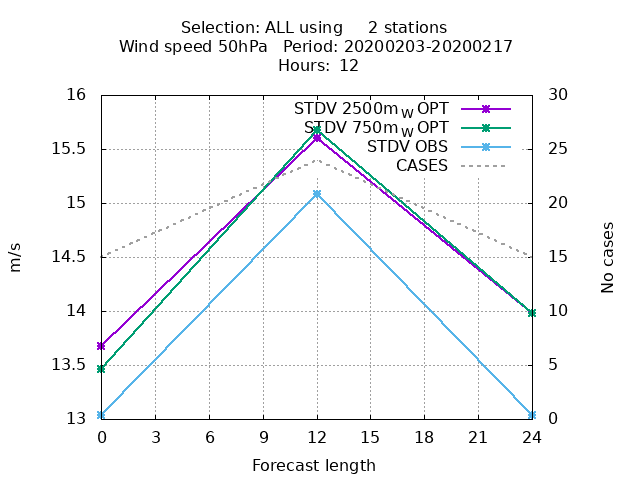 Selection: ALL using 2 stations
Wind speed 50hPa Period: 20200203-20200217
Hours: 12
STDV 2500m_W OPT
STDV 750m_W OPT
STDV OBS
CASES
16
15.5
15
14.5
14
13.5
13
30
25
20
15
10
5
0
m/s
No cases
0 3 6 9 12 15 18 21 24
Forecast length